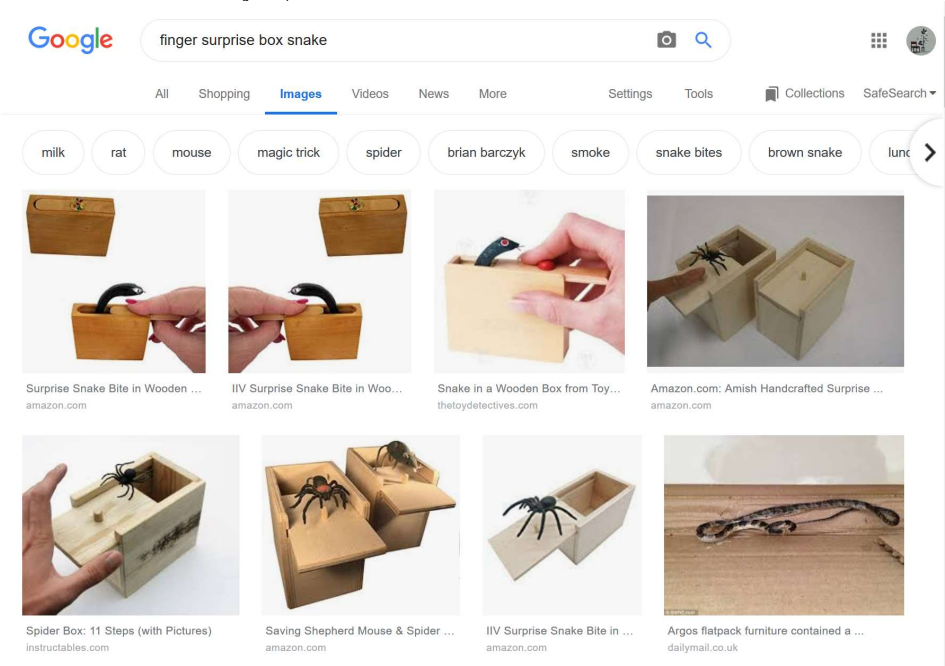 Google
finger surprise box snake
All Shopping Images Videos News More Settings Tools Collections SafeSearch
milk rat mouse magic trick spider brian barczyk smoke snake bites brown snake lunc
Surprise Snake Bite in Wooden ...
amazon.com
IIV Surprise Snake Bite in Woo...
amazon.com
Snake in a Wooden Box from Toy...
thetoydetectives.com
Amazon.com: Amish Handcrafted Surprise ...
amazon.com
Spider Box: 11 Steps (with Pictures)
instructables.com
Saving Shepherd Mouse & Spider ...
amazon.com
IIV Surprise Snake Bite in ...
amazon.com
Argos flatpack furniture contained a ...
dailymail.co.uk